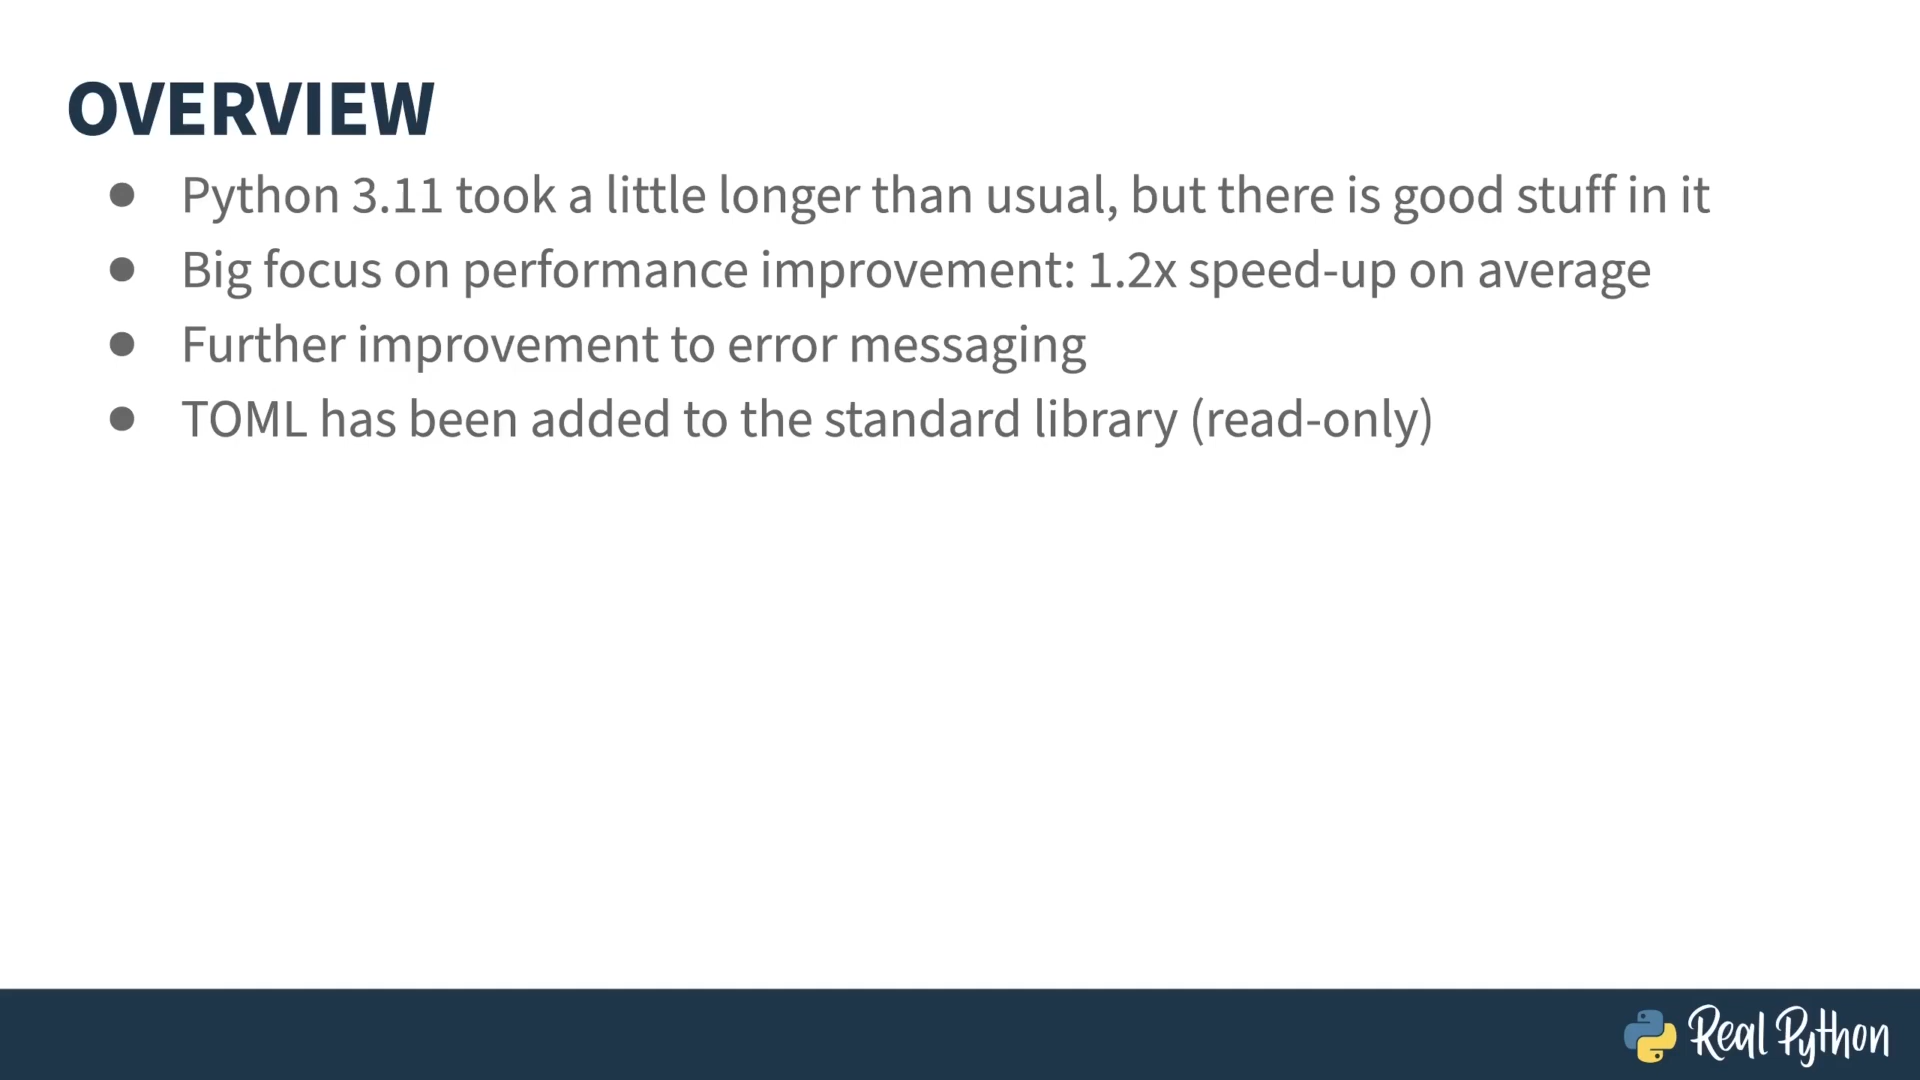 OVERVIEW
● Python 3.11 took a little longer than usual, but there is good stuff in it
● Big focus on performance improvement: 1.2x speed-up on average
● Further improvement to error messaging
● TOML has been added to the standard library (read-only)
Real Python